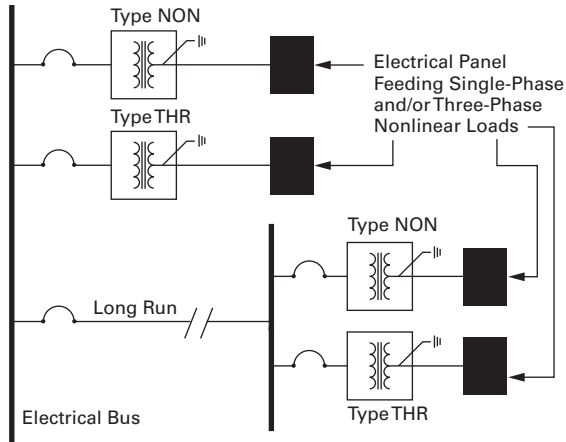 Type NON
Electrical Panel
Feeding Single-Phase
and/or Three-Phase
Nonlinear Loads
Type THR
Type NON
Long Run
Type THR
Electrical Bus